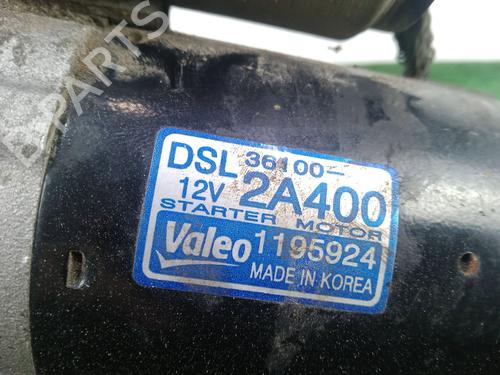 B-PARTS
DSL 36100-
12V 2A400
STARTER MOTOR
Valeo 1195924
MADE IN KOREA